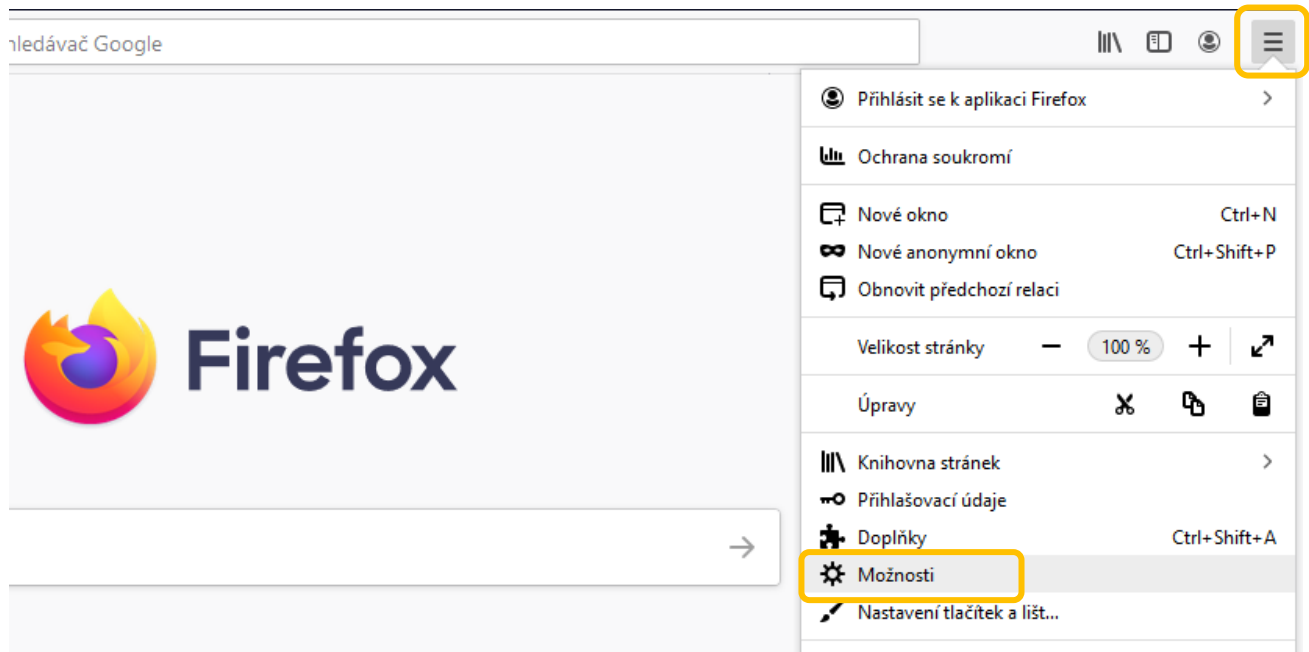 hledávač Google
Přihlásit se k aplikaci Firefox
Ochrana soukromí
Nové okno Ctrl+N
Nové anonymní okno Ctrl+Shift+P
Obnovit předchozí relaci
Firefox
Velikost stránky 100 %
Úpravy
Knihovna stránek
Přihlašovací údaje
Doplňky Ctrl+Shift+A
Možnosti
Nastavení tlačítek a lišt...